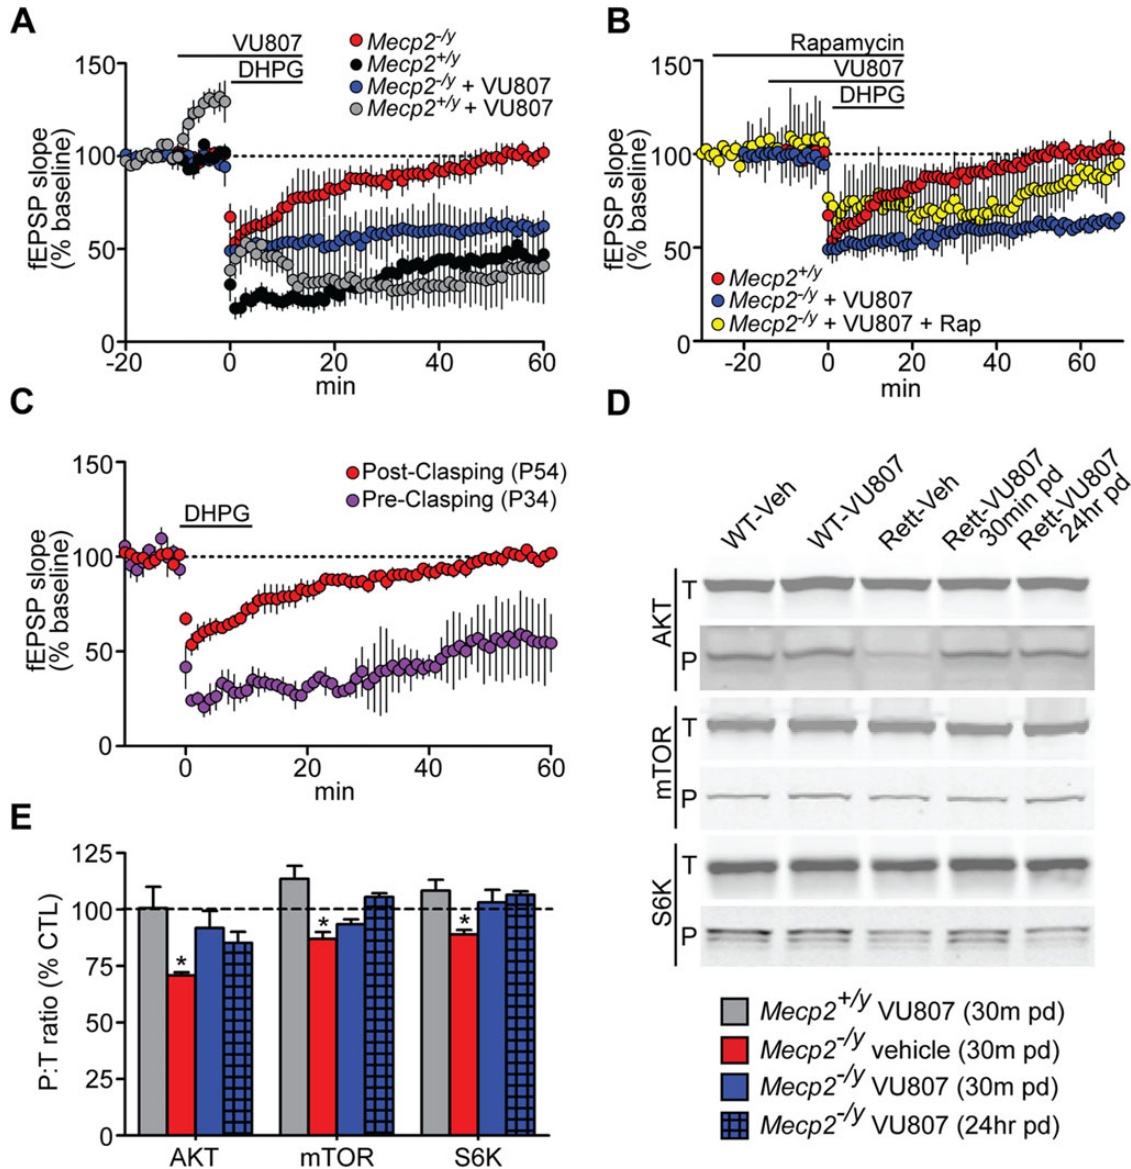 A
VU807
DHPG
Mecp2-/y
Mecp2+/y
Mecp2-/y + VU807
Mecp2+/y + VU807
150
100
50
0
fEPSP slope
(% baseline)
-20
0
20
40
60
min
B
Rapamycin
VU807
DHPG
150
100
50
0
fEPSP slope
(% baseline)
Mecp2+/y
Mecp2-/y + VU807
Mecp2-/y + VU807 + Rap
-20
0
20
40
60
min
C
DHPG
Post-Clasping (P54)
Pre-Clasping (P34)
150
100
50
0
fEPSP slope
(% baseline)
0
20
40
60
min
D
WT-Veh
WT-VU807
Rett-Veh
Rett-VU807
30min pd
Rett-VU807
24hr pd
AKT
T
P
mTOR
T
P
S6K
T
P
E
125
100
75
50
25
0
P:T ratio (% CTL)
*
*
*
AKT
mTOR
S6K
Mecp2+/y VU807 (30m pd)
Mecp2-/y vehicle (30m pd)
Mecp2-/y VU807 (30m pd)
Mecp2-/y VU807 (24hr pd)